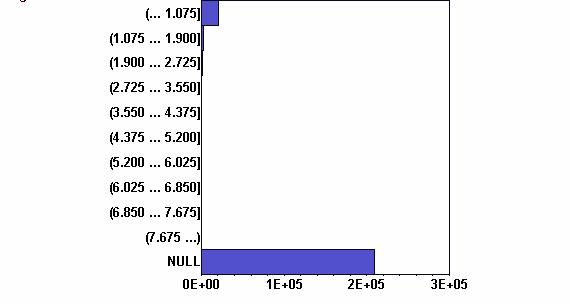 (... 1.075]
(1.075 ... 1.900]
(1.900 ... 2.725]
(2.725 ... 3.550]
(3.550 ... 4.375]
(4.375 ... 5.200]
(5.200 ... 6.025]
(6.025 ... 6.850]
(6.850 ... 7.675]
(7.675 ...)
NULL
0E+00 1E+05 2E+05 3E+05